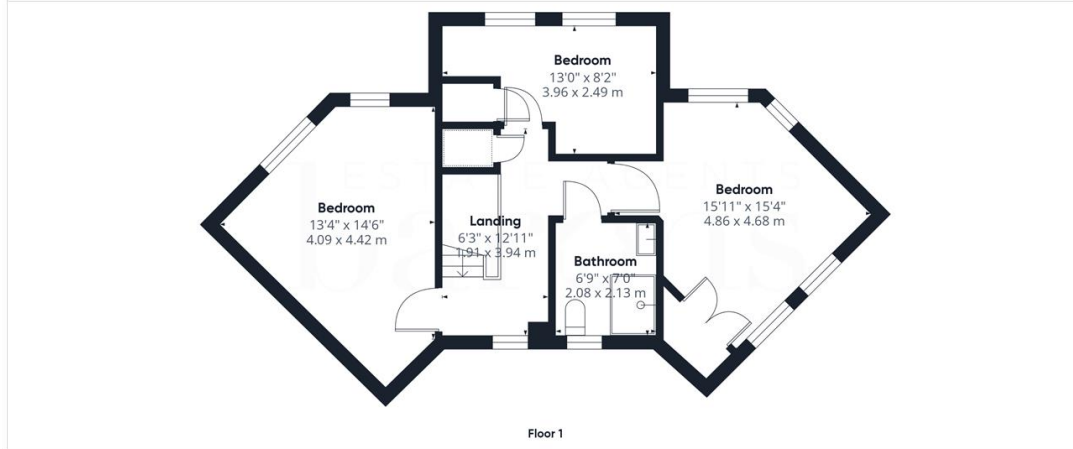 Bedroom
13'0" x 8'2"
3.96 x 2.49 m
ESTATE AGENTS
Bedroom
13'4" x 14'6"
4.09 x 4.42 m
Landing
6'3" x 12'11"
1.91 x 3.94 m
Bedroom
15'11" x 15'4"
4.86 x 4.68 m
Bathroom
6'9" x 7'0"
2.08 x 2.13 m
Floor 1